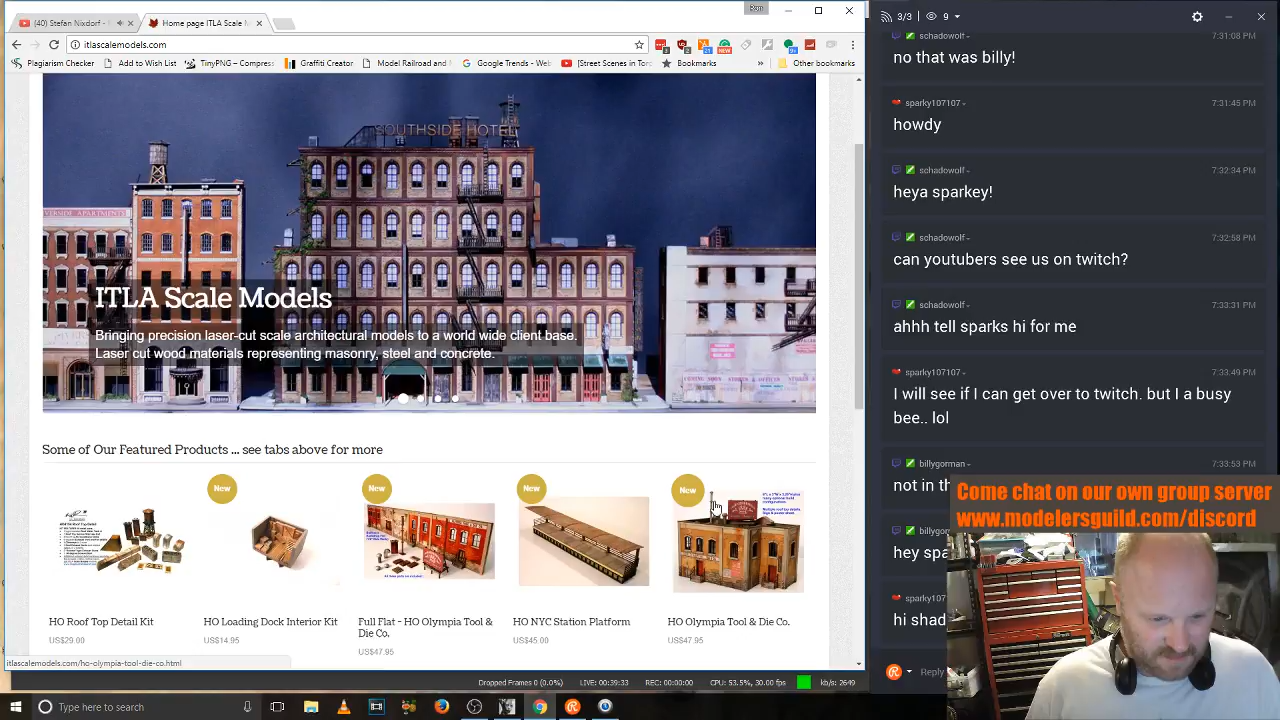 (40) Stefan Nixdorf -
Home page ITLA Scale M
Ron
3/3
9
itlascalemodels.com
Plagiarism Checker
Add to Wish List
TinyPNG – Compress
Giantti Creator
Model Railroad and
Google Trends - Web
[Street Scenes in Toro
Bookmarks
Other bookmarks
SOUTHSIDE HOTEL
ITLA Scale Models
Bringing precision laser-cut scale architectural models to a world wide client base.
Laser cut wood materials representing masonry, steel and concrete.
Some of Our Featured Products ... see tabs above for more
New
New
New
New
HO Roof Top Detail Kit
US$29.00
HO Loading Dock Interior Kit
US$14.95
Full Flat - HO Olympia Tool &
Die Co.
US$47.95
HO NYC Station Platform
US$45.00
HO Olympia Tool & Die Co.
US$47.95
itlascalemodels.com/ho-olympia-tool-die-co.html
Dropped Frames 0 (0.0%)
LIVE: 00:39:33
REC: 00:00:00
CPU: 53.5%, 30.00 fps
kb/s: 2649
Type here to search
schadowolf
7:31:08 PM
no that was billy!
sparky107107
7:31:45 PM
howdy
schadowolf
7:32:34 PM
heya sparkey!
schadowolf
7:32:58 PM
can youtubers see us on twitch?
schadowolf
7:33:31 PM
ahhh tell sparks hi for me
sparky107107
7:33:49 PM
I will see if I can get over to twitch. but I a busy
bee.. lol
billygorman
7:33:53 PM
not in th
Come chat on our own group server
www.modelersguild.com/discord
billygor
hey spa
sparky107
hi shad
Reply